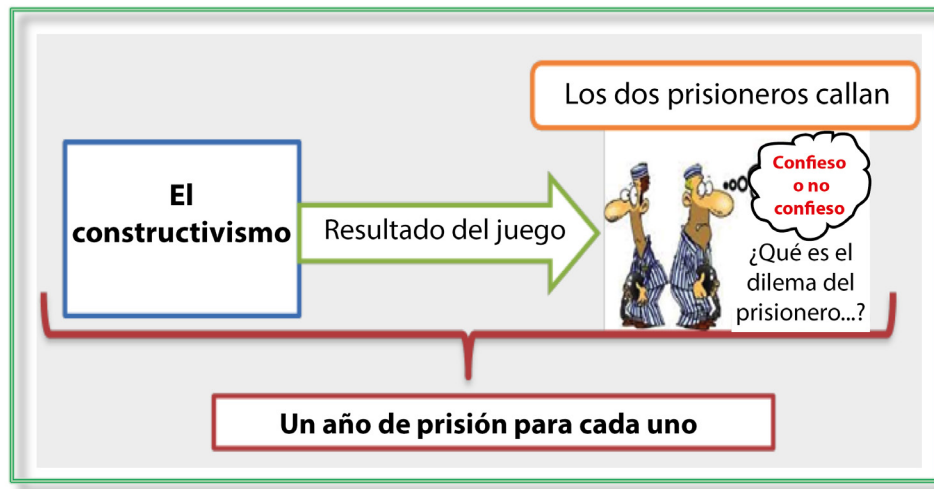 Los dos prisioneros callan
El
constructivismo
Resultado del juego
Confieso
o no
confieso
¿Qué es el
dilema del
prisionero...?
Un año de prisión para cada uno